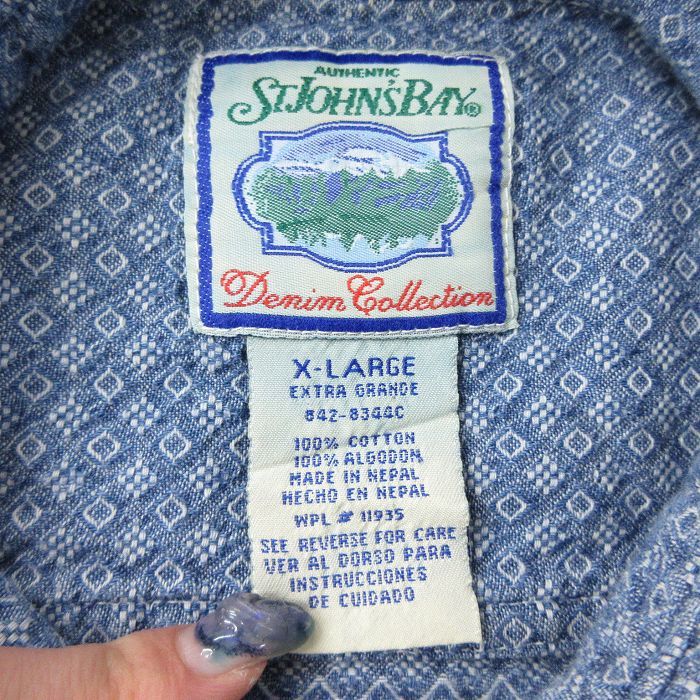 AUTHENTIC
ST.JOHN'S BAY®
Denim Collection
X-LARGE
EXTRA GRANDE
842-8344C
100% COTTON
100% ALGODON
MADE IN NEPAL
HECHO EN NEPAL
WPL # 11935
SEE REVERSE FOR CARE
VER AL DORSO PARA
INSTRUCCIONES
DE CUIDADO